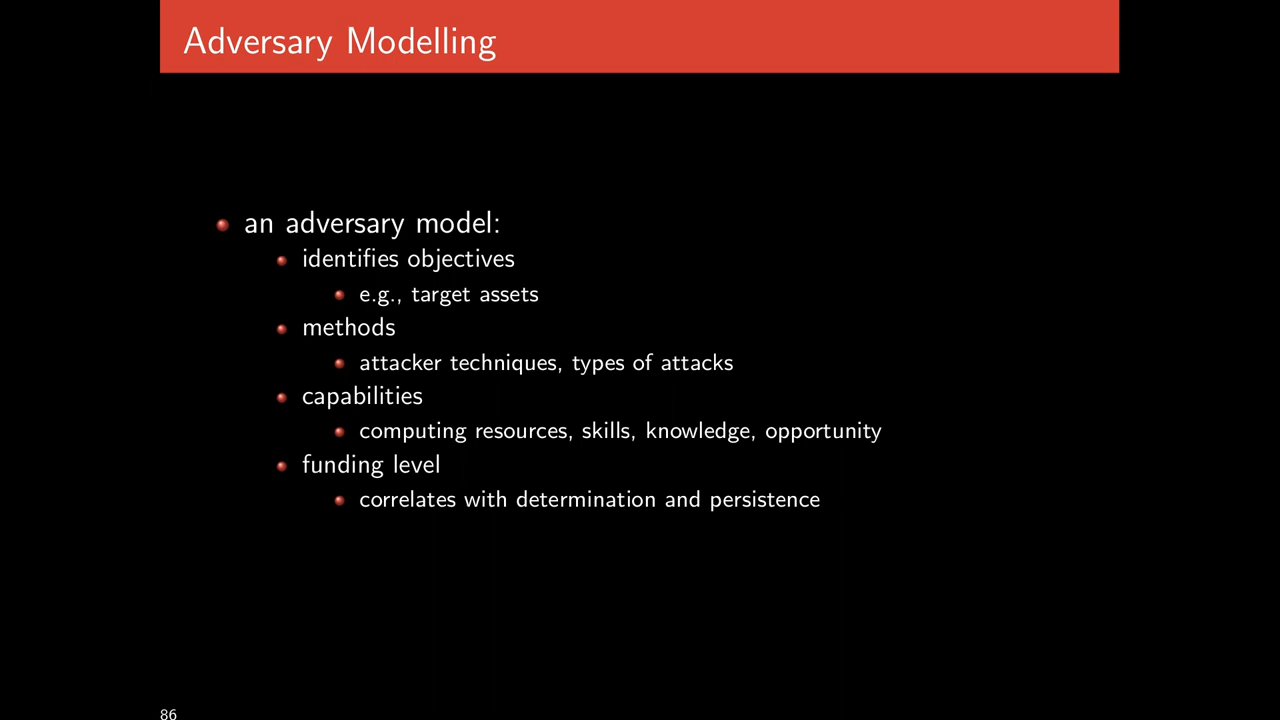 Adversary Modelling
an adversary model:
identifies objectives
e.g., target assets
methods
attacker techniques, types of attacks
capabilities
computing resources, skills, knowledge, opportunity
funding level
correlates with determination and persistence
86